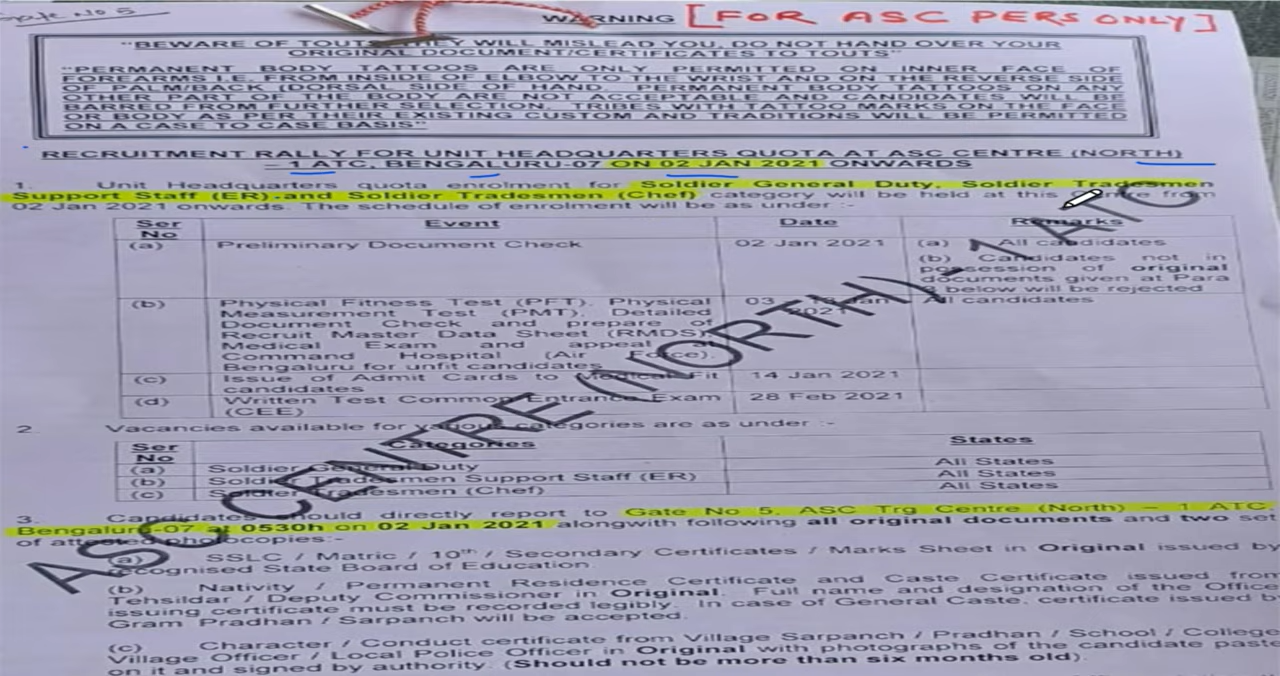 Gate No 5
WARNING [FOR ASC PERS ONLY]
"BEWARE OF TOUTS THEY WILL MISLEAD YOU, DO NOT HAND OVER YOUR
ORIGINAL DOCUMENT/CERTIFICATES TO TOUTS"
"PERMANENT BODY TATTOOS ARE ONLY PERMITTED ON INNER FACE OF
FOREARMS I.E. FROM INSIDE OF ELBOW TO THE WRIST AND ON THE REVERSE SIDE
OF PALM/BACK (DORSAL SIDE OF HAND. PERMANENT BODY TATTOOS ON ANY
OTHER PART OF THE BODY ARE NOT ACCEPTABLE AND CANDIDATES WILL BE
BARRED FROM FURTHER SELECTION. TRIBES WITH TATTOO MARKS ON THE FACE
OR BODY AS PER THEIR EXISTING CUSTOM AND TRADITIONS WILL BE PERMITTED
ON A CASE TO CASE BASIS"
RECRUITMENT RALLY FOR UNIT HEADQUARTERS QUOTA AT ASC CENTRE (NORTH)
– 1 ATC, BENGALURU-07 ON 02 JAN 2021 ONWARDS
1. Unit Headquarters quota enrolment for Soldier General Duty, Soldier Tradesmen
Support Staff (ER) and Soldier Tradesmen (Chef) category will be held at this Centre from
02 Jan 2021 onwards. The schedule of enrolment will be as under :-
Ser No Event Date Remarks
(a) Preliminary Document Check 02 Jan 2021 (a) All candidates
(b) Candidates not in
possession of original
documents given at Para
3 below will be rejected
(b) Physical Fitness Test (PFT), Physical 03 Jan All candidates
Measurement Test (PMT), Detailed 2021
Document Check and prepare of
Recruit Master Data Sheet (RMDS)
Medical Exam and appeal at
Command Hospital (Air Force),
Bengaluru for unfit candidates
(c) Issue of Admit Cards to Medical Fit 14 Jan 2021
candidates
(d) Written Test Common Entrance Exam 28 Feb 2021
(CEE)
2. Vacancies available for various categories are as under :-
Ser No Categories States
(a) Soldier General Duty All States
(b) Soldier Tradesmen Support Staff (ER) All States
(c) Soldier Tradesmen (Chef) All States
3. Candidates should directly report to Gate No 5, ASC Trg Centre (North) – 1 ATC,
Bengaluru-07 at 0530h on 02 Jan 2021 alongwith following all original documents and two set
of attested photocopies:-
(a) SSLC / Matric / 10th / Secondary Certificates / Marks Sheet in Original issued by
recognised State Board of Education
(b) Nativity / Permanent Residence Certificate and Caste Certificate issued from
Tehsildar / Deputy Commissioner in Original. Full name and designation of the Office
issuing certificate must be recorded legibly. In case of General Caste, certificate issued b
Gram Pradhan / Sarpanch will be accepted.
(c) Character / Conduct certificate from Village Sarpanch / Pradhan / School / College
Village Officer / Local Police Officer in Original with photographs of the candidate paste
on it and signed by authority. (Should not be more than six months old).
ASC CENTRE (NORTH) - 1 ATC